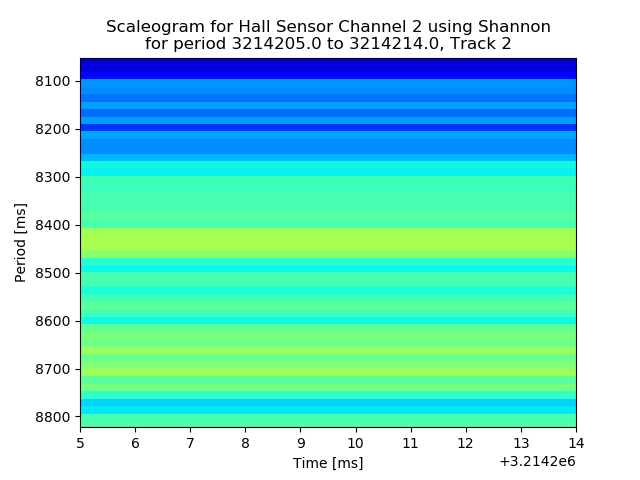 Scaleogram for Hall Sensor Channel 2 using Shannon
for period 3214205.0 to 3214214.0, Track 2
8100
8200
8300
8400
8500
8600
8700
8800
Period [ms]
5 6 7 8 9 10 11 12 13 14
Time [ms]
+3.2142e6